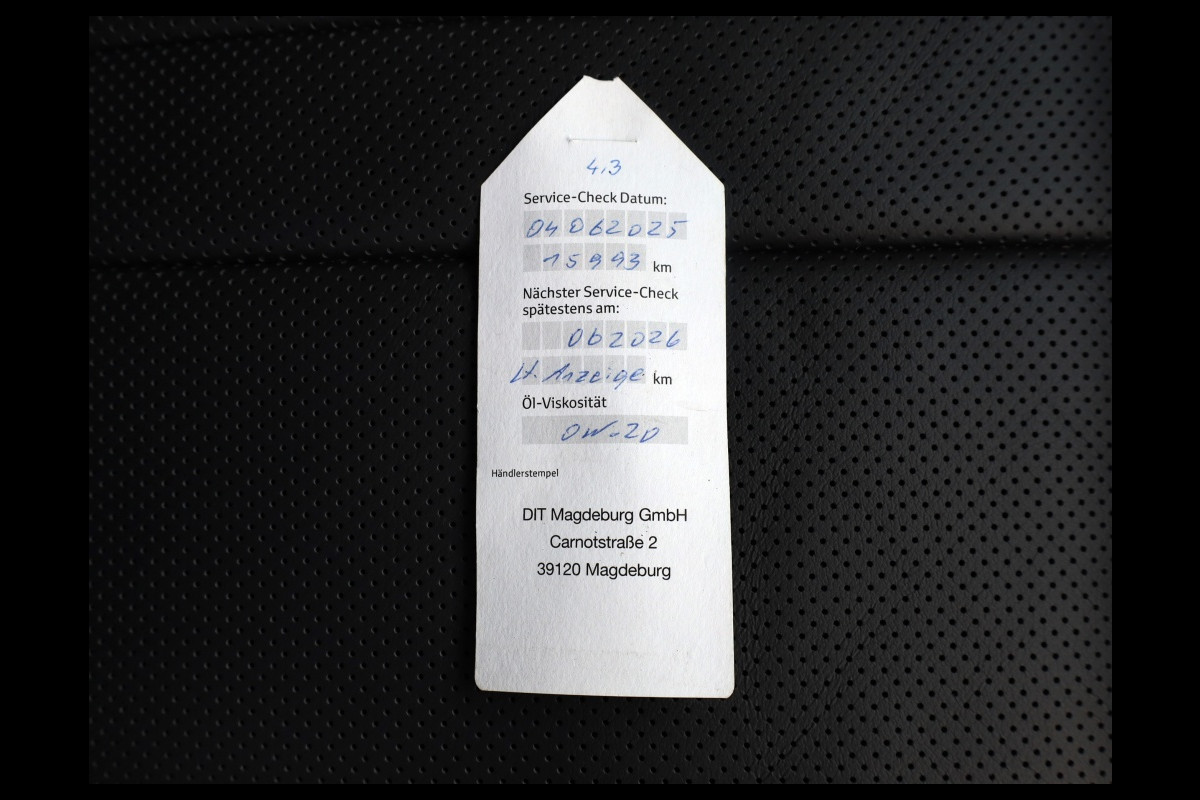 4,3
Service-Check Datum:
04062025
15993 km
Nächster Service-Check
spätestens am:
062026
lt. Anzeige km
Öl-Viskosität
0W-20
Händlerstempel
DIT Magdeburg GmbH
Carnotstraße 2
39120 Magdeburg